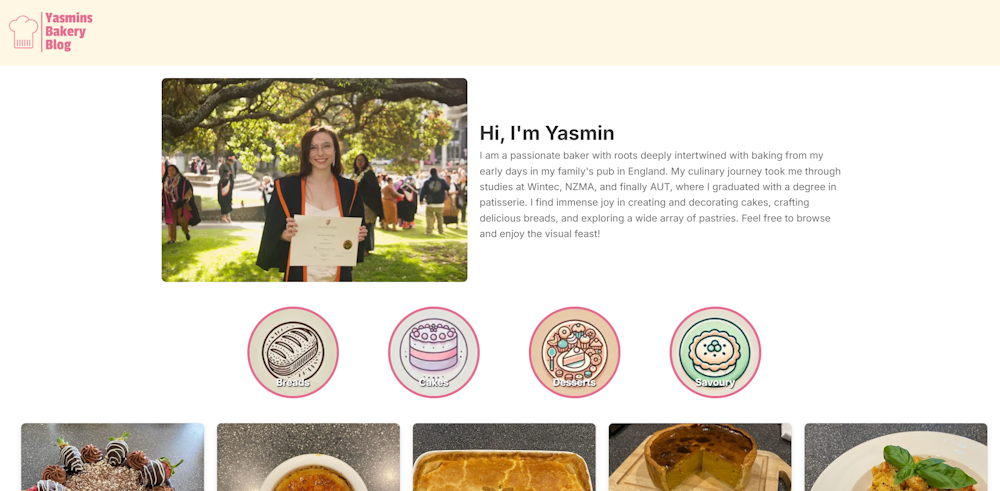 Yasmins
Bakery
Blog
Hi, I'm Yasmin
I am a passionate baker with roots deeply intertwined with baking from my
early days in my family's pub in England. My culinary journey took me through
studies at Wintec, NZMA, and finally AUT, where I graduated with a degree in
patisserie. I find immense joy in creating and decorating cakes, crafting
delicious breads, and exploring a wide array of pastries. Feel free to browse
and enjoy the visual feast!
Breads
Cakes
Desserts
Savoury